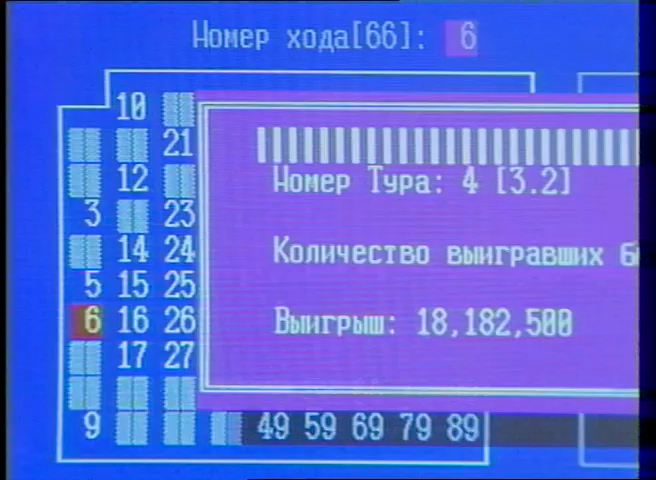 Номер хода[66]: 6
10
21
12
Номер Тура: 4 [3.2]
3 23
14 24
Количество выигравших
5 15 25
6 16 26
Выигрыш: 18,182,500
17 27
9 49 59 69 79 89